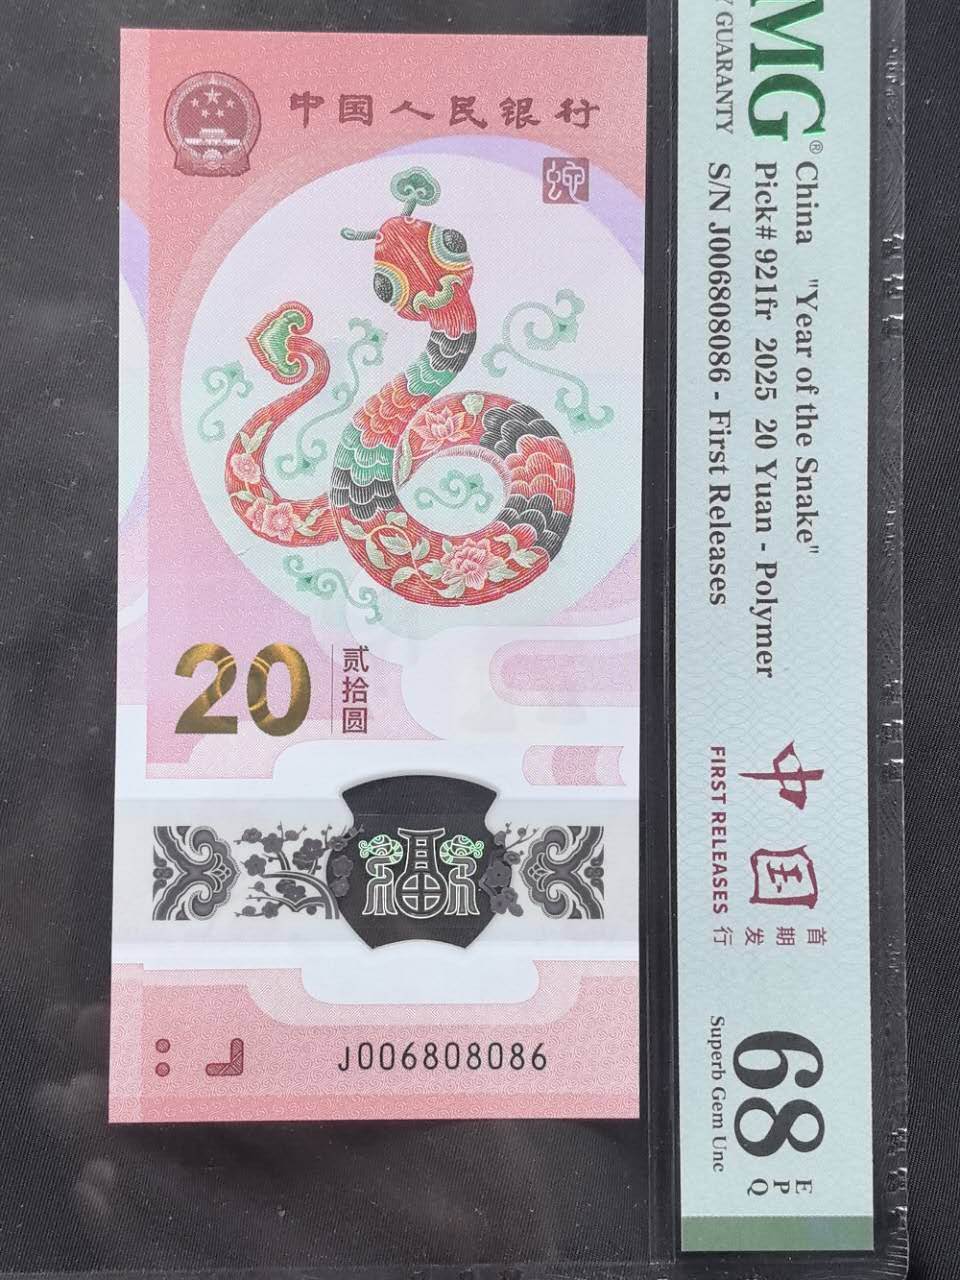 中国人民银行
蛇
20
贰拾圆
J006808086
MG®
Y GUARANTY
China "Year of the Snake"
Pick# 921fr 2025 20 Yuan - Polymer
S/N J006808086 - First Releases
中国
首期发行
FIRST RELEASES
68 EPQ
Superb Gem Unc